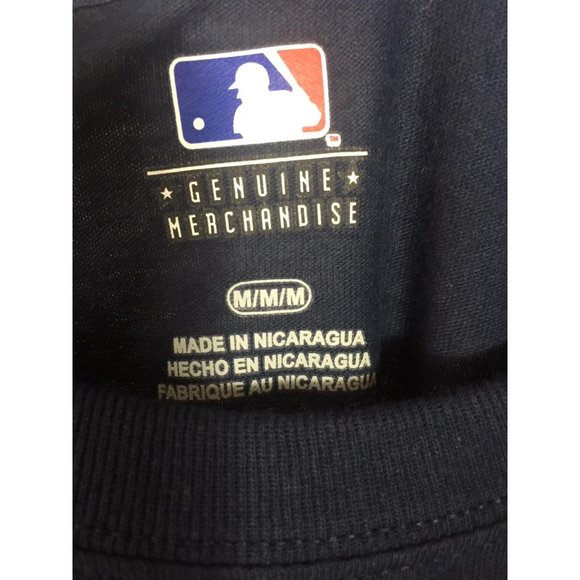 ★ GENUINE ★
MERCHANDISE
M/M/M
MADE IN NICARAGUA
HECHO EN NICARAGUA
FABRIQUE AU NICARAGUA